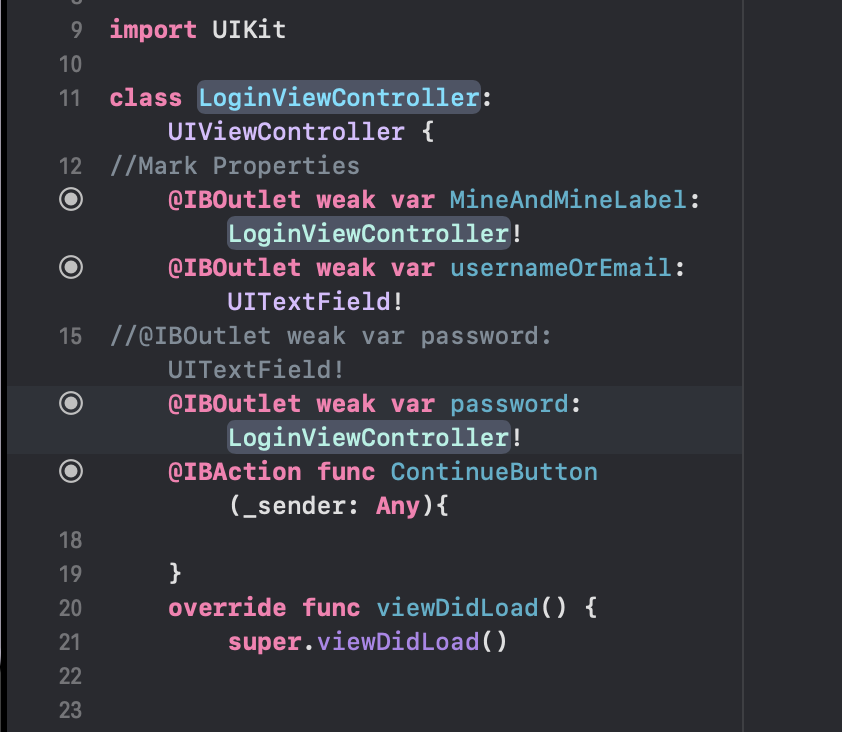 9 import UIKit
10
11 class LoginViewController:
UIViewController {
12 //Mark Properties
@IBOutlet weak var MineAndMineLabel:
LoginViewController!
@IBOutlet weak var usernameOrEmail:
UITextField!
15 //@IBOutlet weak var password:
UITextField!
@IBOutlet weak var password:
LoginViewController!
@IBAction func ContinueButton
(_sender: Any){
18
19 }
20 override func viewDidLoad() {
21 super.viewDidLoad()
22
23